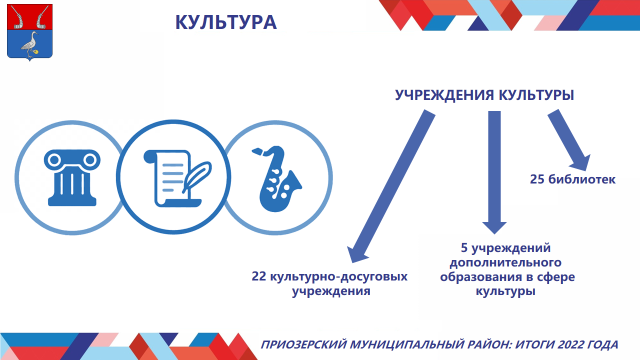 КУЛЬТУРА
УЧРЕЖДЕНИЯ КУЛЬТУРЫ
25 библиотек
5 учреждений
дополнительного
образования в сфере
культуры
22 культурно-досуговых
учреждения
ПРИОЗЕРСКИЙ МУНИЦИПАЛЬНЫЙ РАЙОН: ИТОГИ 2022 ГОДА